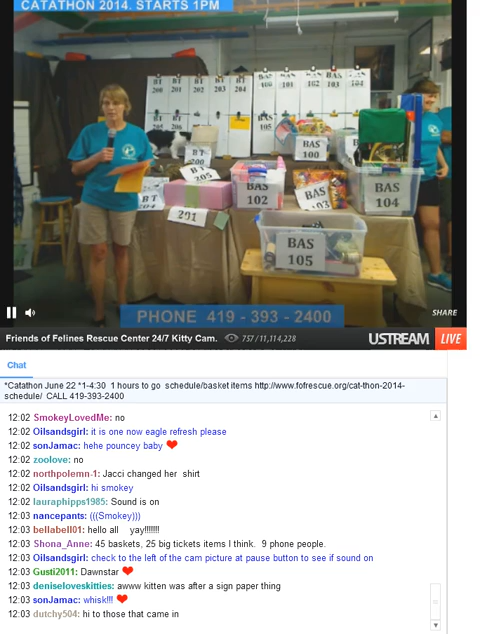 CATATHON 2014. STARTS 1PM
BT 200
BT 201
BT 202
BT 203
BT 204
BAS 100
BAS 101
BAS 102
BAS 103
BAS 104
BT 205
BT 206
BAS 105
BAS 100
BT 200
BT 205
BT 204
201
BAS 102
BAS 103
BAS 104
BAS 105
PHONE 419 - 393 - 2400
SHARE
Friends of Felines Rescue Center 24/7 Kitty Cam. 757 / 11,114,228
USTREAM LIVE
Chat
*Catathon June 22 *1-4:30 1 hours to go schedule/basket items http://www.fofrescue.org/cat-thon-2014-
schedule/ CALL 419-393-2400
12:02 SmokeyLovedMe: no
12:02 Oilsandsgirl: it is one now eagle refresh please
12:02 sonJamac: hehe pouncey baby ❤
12:02 zoolove: no
12:02 northpolemn-1: Jacci changed her shirt
12:02 Oilsandsgirl: hi smokey
12:02 lauraphipps1985: Sound is on
12:03 nancepants: (((Smokey)))
12:03 bellabell01: hello all yay!!!!!!!
12:03 Shona_Anne: 45 baskets, 25 big tickets items I think. 9 phone people.
12:03 Oilsandsgirl: check to the left of the cam picture at pause button to see if sound on
12:03 Gusti2011: Dawnstar ❤
12:03 deniseloveskitties: awww kitten was after a sign paper thing
12:03 sonJamac: whisk!!! ❤
12:03 dutchy504: hi to those that came in